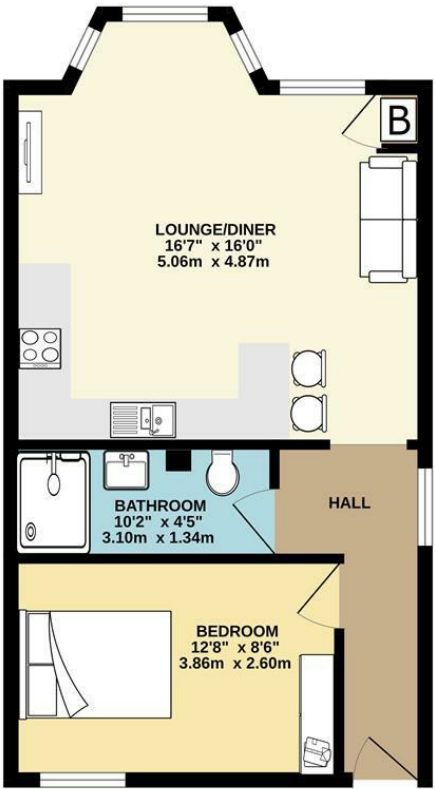 B
LOUNGE/DINER
16'7" x 16'0"
5.06m x 4.87m
BATHROOM
10'2" x 4'5"
3.10m x 1.34m
HALL
BEDROOM
12'8" x 8'6"
3.86m x 2.60m